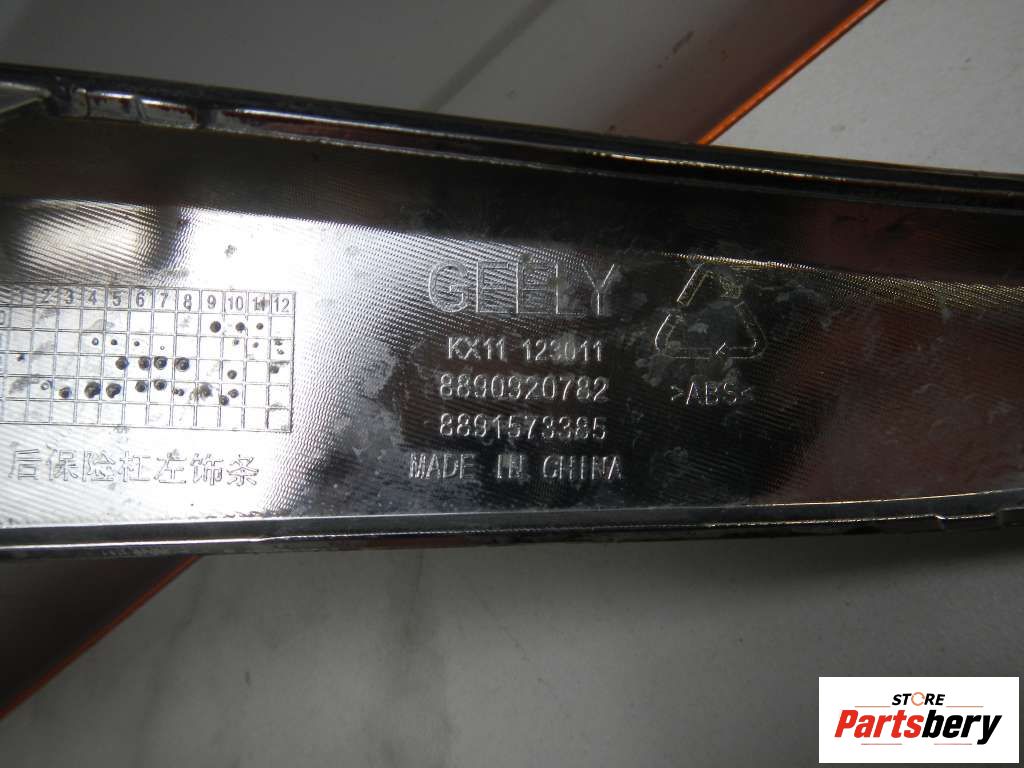 GEELY
KX11 123011
8890920782
8891573385
MADE IN CHINA
>ABS<
1 2 3 4 5 6 7 8 9 10 11 12
后保险杠左饰条
STORE
Partsbery